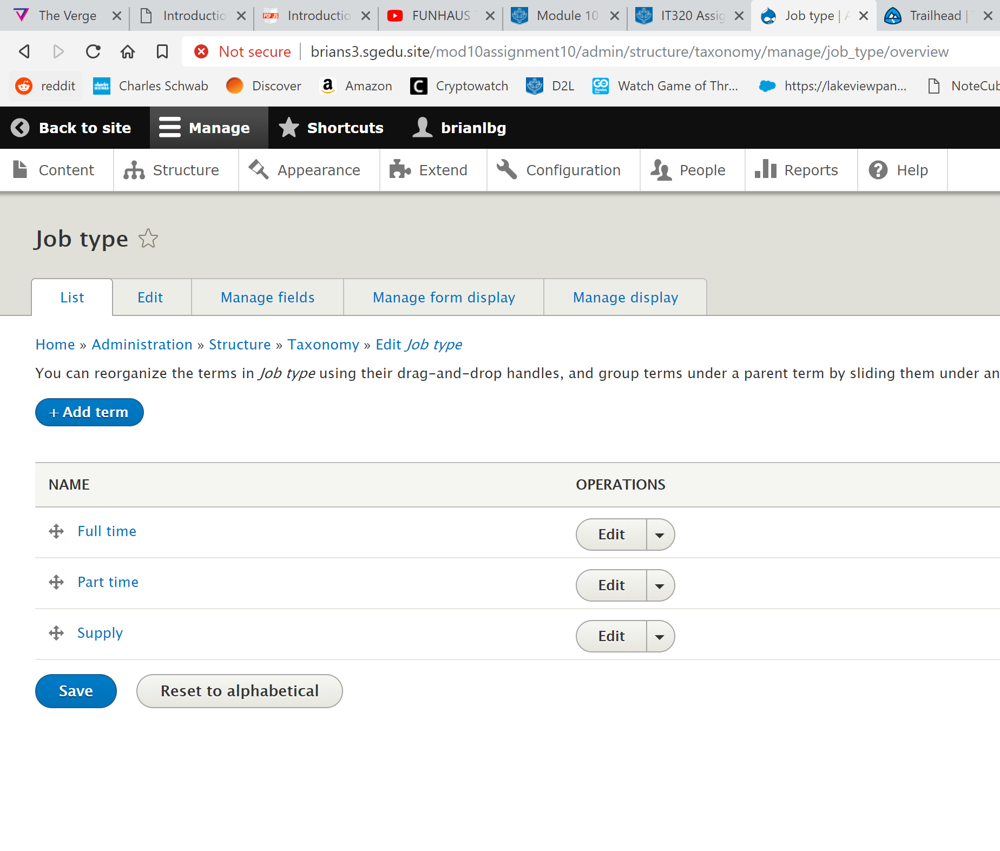 The Verge Introductio Introductio FUNHAUS Module 10 IT320 Assig Job type | Trailhead |
Not secure brians3.sgedu.site/mod10assignment10/admin/structure/taxonomy/manage/job_type/overview
reddit Charles Schwab Discover a Amazon C Cryptowatch D2L GO movies Watch Game of Thr... https://lakeviewpan... NoteCub
Back to site Manage Shortcuts brianlbg
Content Structure Appearance Extend Configuration People Reports Help
Job type
List Edit Manage fields Manage form display Manage display
Home » Administration » Structure » Taxonomy » Edit Job type
You can reorganize the terms in Job type using their drag-and-drop handles, and group terms under a parent term by sliding them under an
+ Add term
NAME OPERATIONS
Full time Edit
Part time Edit
Supply Edit
Save Reset to alphabetical